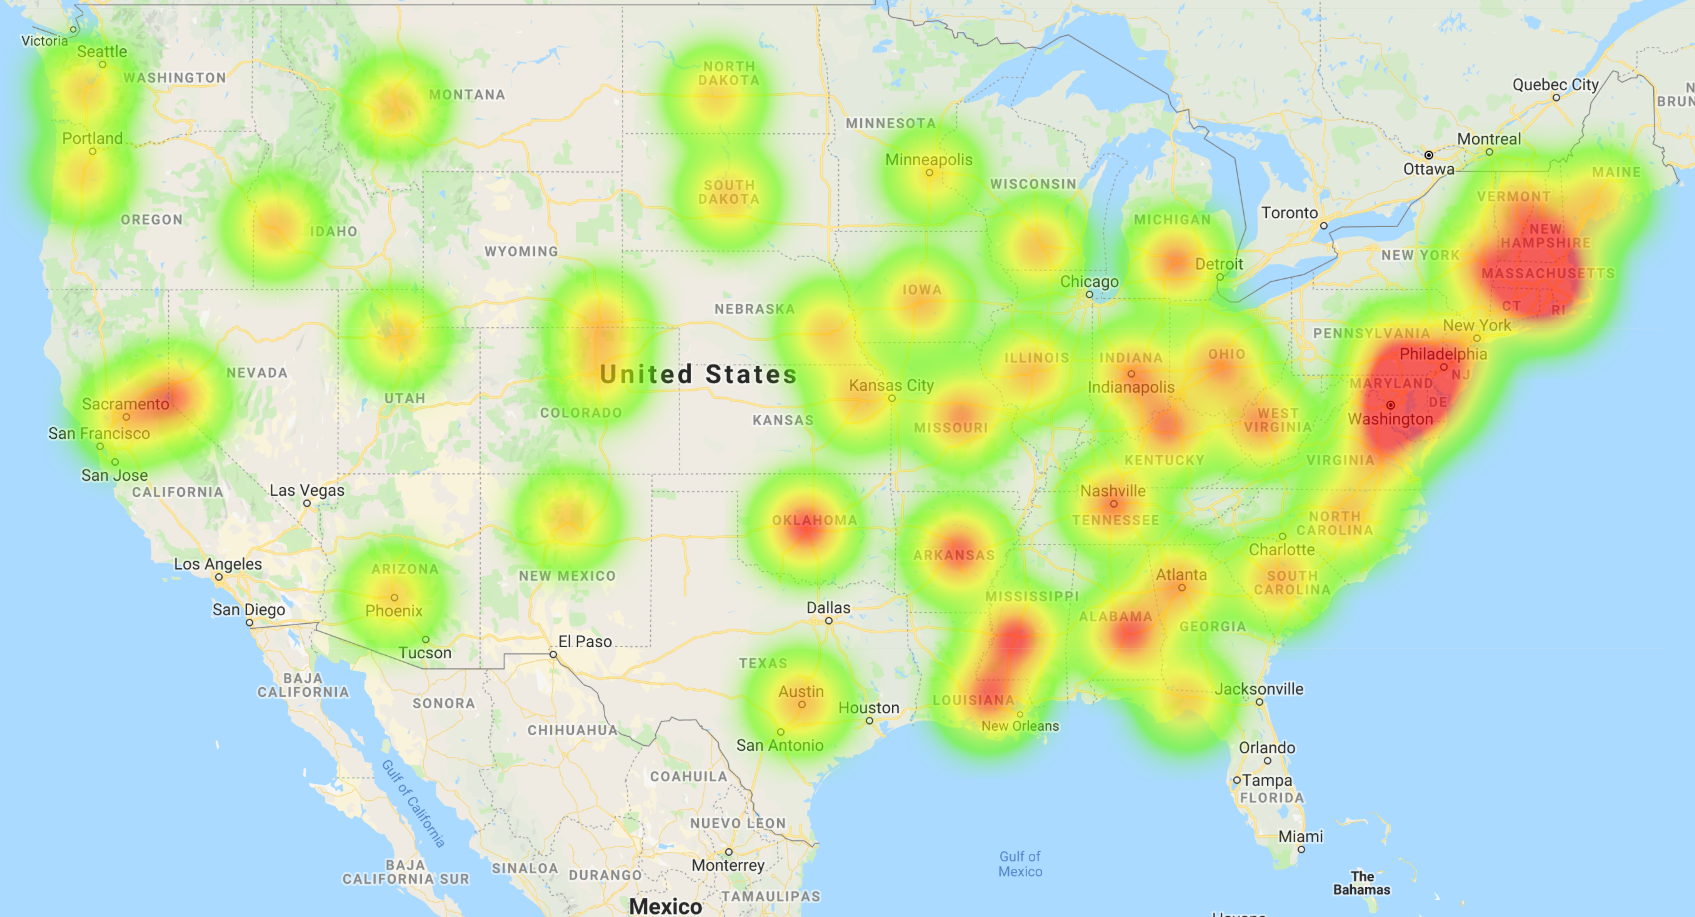 Victoria
Seattle
WASHINGTON
MONTANA
NORTH
DAKOTA
MINNESOTA
Quebec City
BRUN
Portland
Montreal
Ottawa
Minneapolis
WISCONSIN
MAINE
VERMONT
SOUTH
DAKOTA
OREGON
IDAHO
MICHIGAN
Toronto
NEW
HAMPSHIRE
WYOMING
NEW YORK
Detroit
MASSACHUSETTS
Chicago
IOWA
NEBRASKA
CT
RI
New York
PENNSYLVANIA
Philadelphia
ILLINOIS
INDIANA
OHIO
NEVADA
United States
NJ
Indianapolis
MARYLAND
Kansas City
UTAH
DE
Sacramento
COLORADO
KANSAS
WEST
VIRGINIA
Washington
MISSOURI
San Francisco
KENTUCKY
VIRGINIA
San Jose
CALIFORNIA
Las Vegas
Nashville
TENNESSEE
OKLAHOMA
NORTH
CAROLINA
Charlotte
ARKANSAS
Los Angeles
ARIZONA
NEW MEXICO
Atlanta
SOUTH
CAROLINA
MISSISSIPPI
San Diego
Phoenix
Dallas
ALABAMA
GEORGIA
El Paso
Tucson
TEXAS
BAJA
CALIFORNIA
SONORA
Austin
LOUISIANA
Jacksonville
Houston
New Orleans
CHIHUAHUA
San Antonio
Orlando
COAHUILA
Tampa
FLORIDA
Gulf of California
NUEVO LEON
Miami
Monterrey
Gulf of
Mexico
BAJA
CALIFORNIA SUR
SINALOA
DURANGO
The
Bahamas
TAMAULIPAS
Mexico